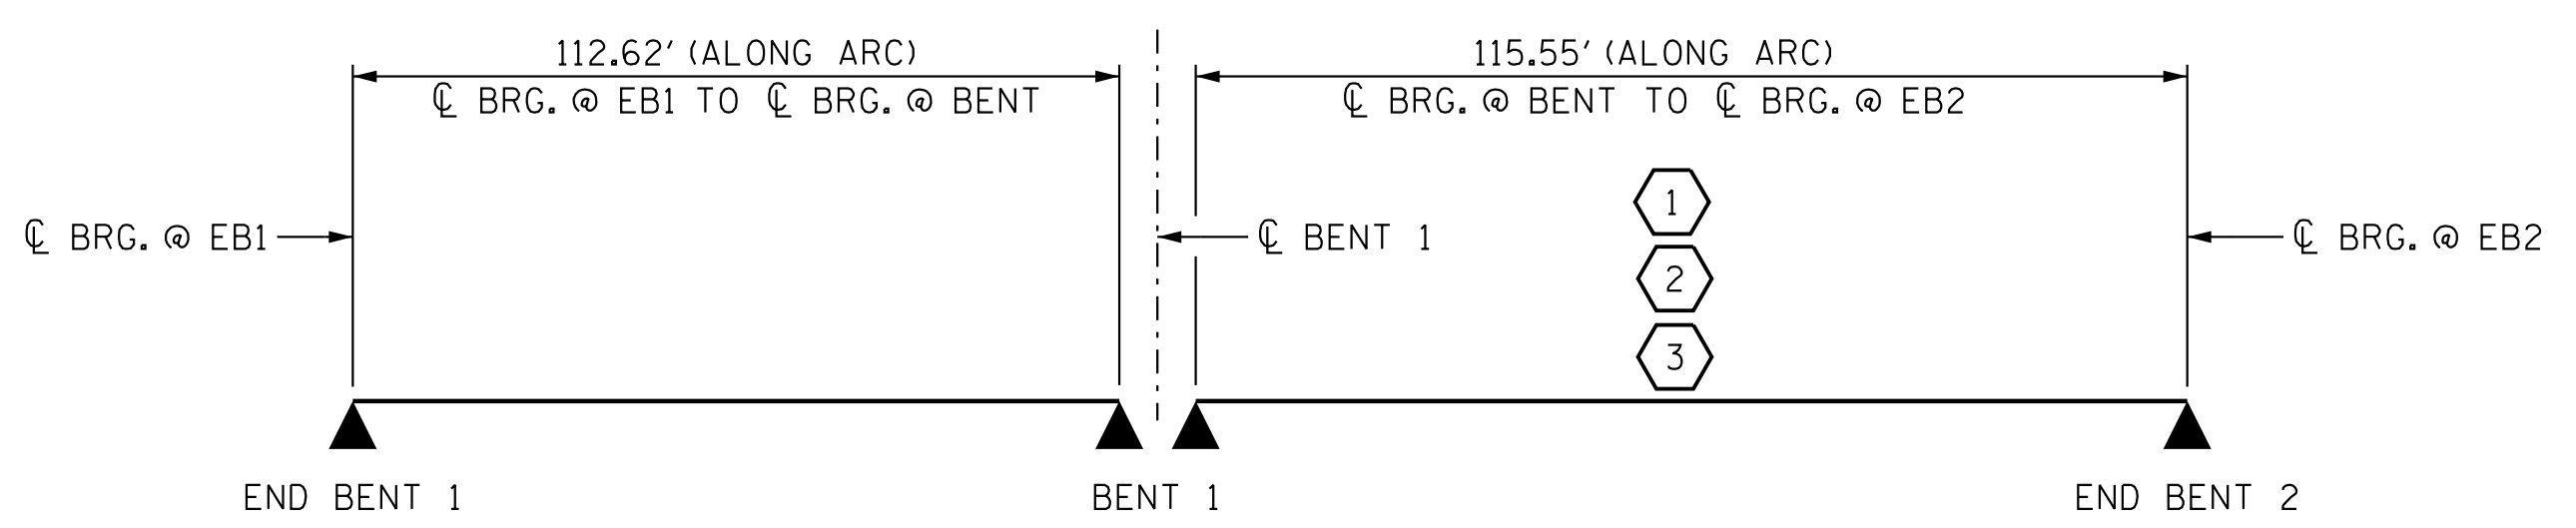 112.62' (ALONG ARC)
℄ BRG. @ EB1 TO ℄ BRG. @ BENT
115.55' (ALONG ARC)
℄ BRG. @ BENT TO ℄ BRG. @ EB2
1
2
3
℄ BRG. @ EB1
℄ BENT 1
℄ BRG. @ EB2
END BENT 1
BENT 1
END BENT 2